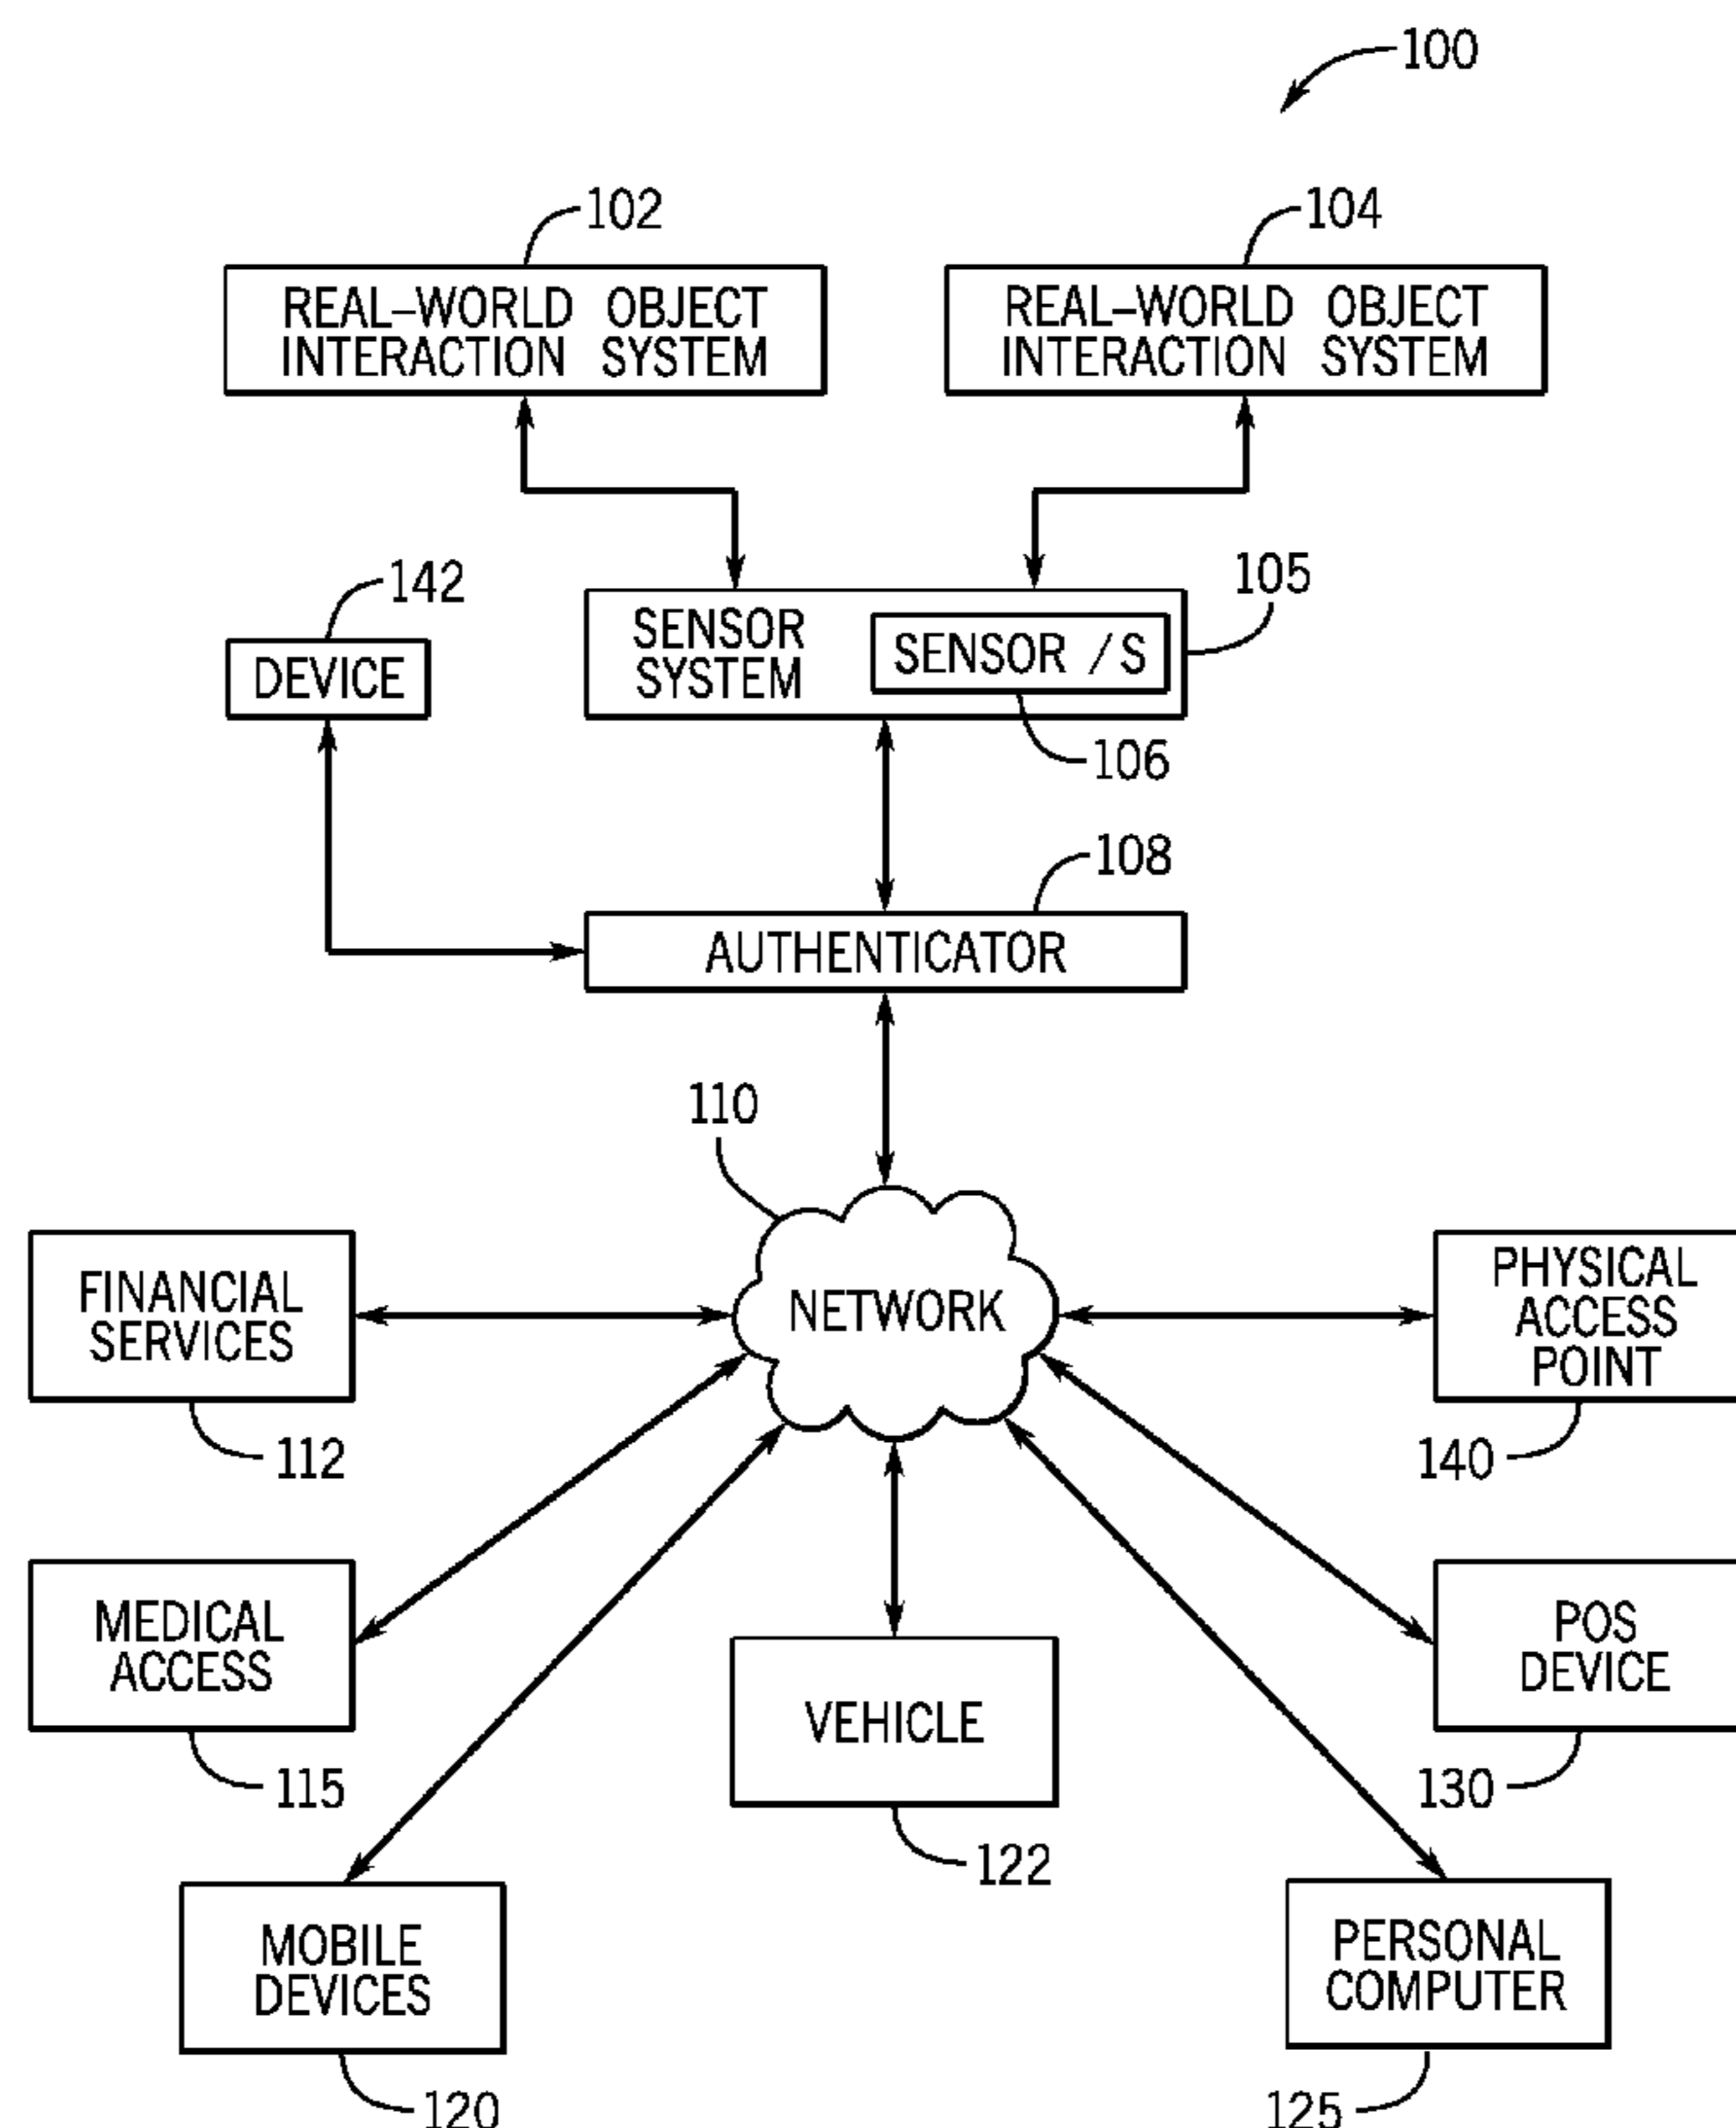 100
102
104
REAL-WORLD OBJECT
INTERACTION SYSTEM
REAL-WORLD OBJECT
INTERACTION SYSTEM
142
105
DEVICE
SENSOR
SYSTEM
SENSOR /S
106
108
AUTHENTICATOR
110
NETWORK
FINANCIAL
SERVICES
112
PHYSICAL
ACCESS
POINT
140
MEDICAL
ACCESS
115
VEHICLE
122
POS
DEVICE
130
MOBILE
DEVICES
120
PERSONAL
COMPUTER
125